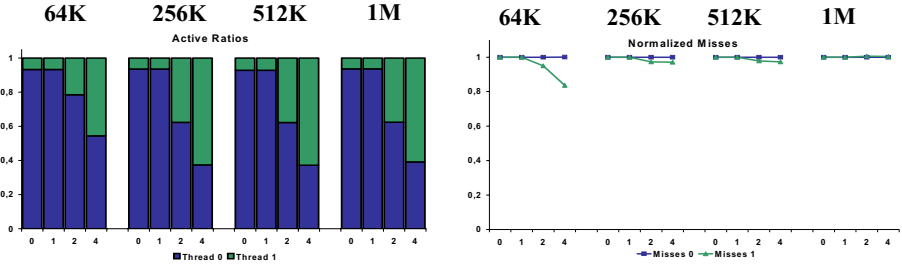 64K 256K 512K 1M
Active Ratios
1
0,8
0,6
0,4
0,2
0
0 1 2 4 0 1 2 4 0 1 2 4 0 1 2 4
Thread 0 Thread 1
64K 256K 512K 1M
Normalized Misses
1
0,8
0,6
0,4
0,2
0
0 1 2 4 0 1 2 4 0 1 2 4 0 1 2 4
Misses 0 Misses 1